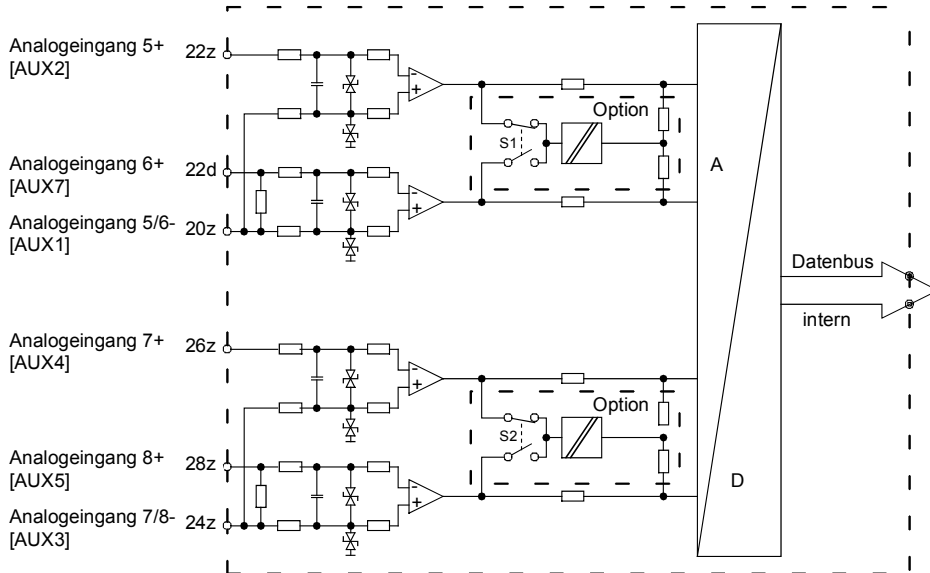 Analogeingang 5+ 22z
[AUX2]
Option
S1
Analogeingang 6+ 22d
[AUX7]
A
Analogeingang 5/6- 20z
[AUX1]
Datenbus
intern
Analogeingang 7+ 26z
[AUX4]
Option
S2
Analogeingang 8+ 28z
[AUX5]
D
Analogeingang 7/8- 24z
[AUX3]